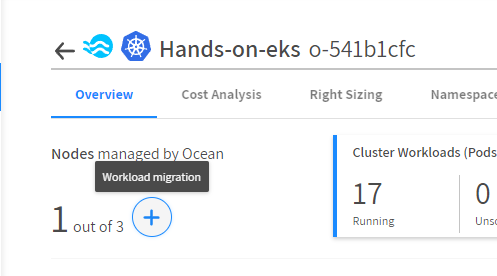 Hands-on-eks o-541b1cfc
Overview Cost Analysis Right Sizing Namespace
Nodes managed by Ocean
Workload migration
1 out of 3
Cluster Workloads (Pods
17
Running
0
Unsc